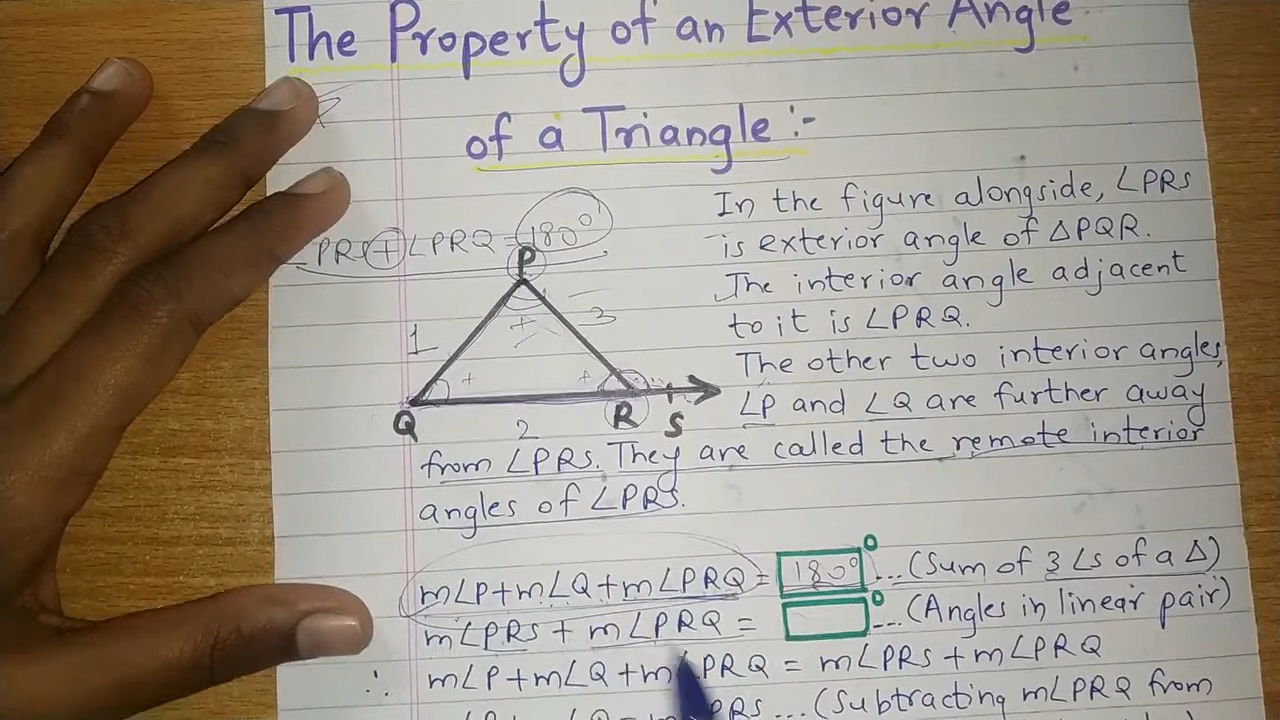 The Property of an Exterior Angle
of a Triangle :-
In the figure alongside, ∠PRS
is exterior angle of ΔPQR.
The interior angle adjacent
to it is ∠PRQ.
The other two interior angles,
∠P and ∠Q are further away
from ∠PRS. They are called the remote interior
angles of ∠PRS.
+∠PRQ = 180°
P
1
3
+
+
+
Q
2
R
S
m∠P+m∠Q+m∠PRQ = 180° ° ... (Sum of 3 ∠s of a Δ)
m∠PRS + m∠PRQ = ° ... (Angles in linear pair)
∴ m∠P+m∠Q+m∠PRQ = m∠PRS+m∠PRQ
PRS ... (Subtracting m∠PRQ from